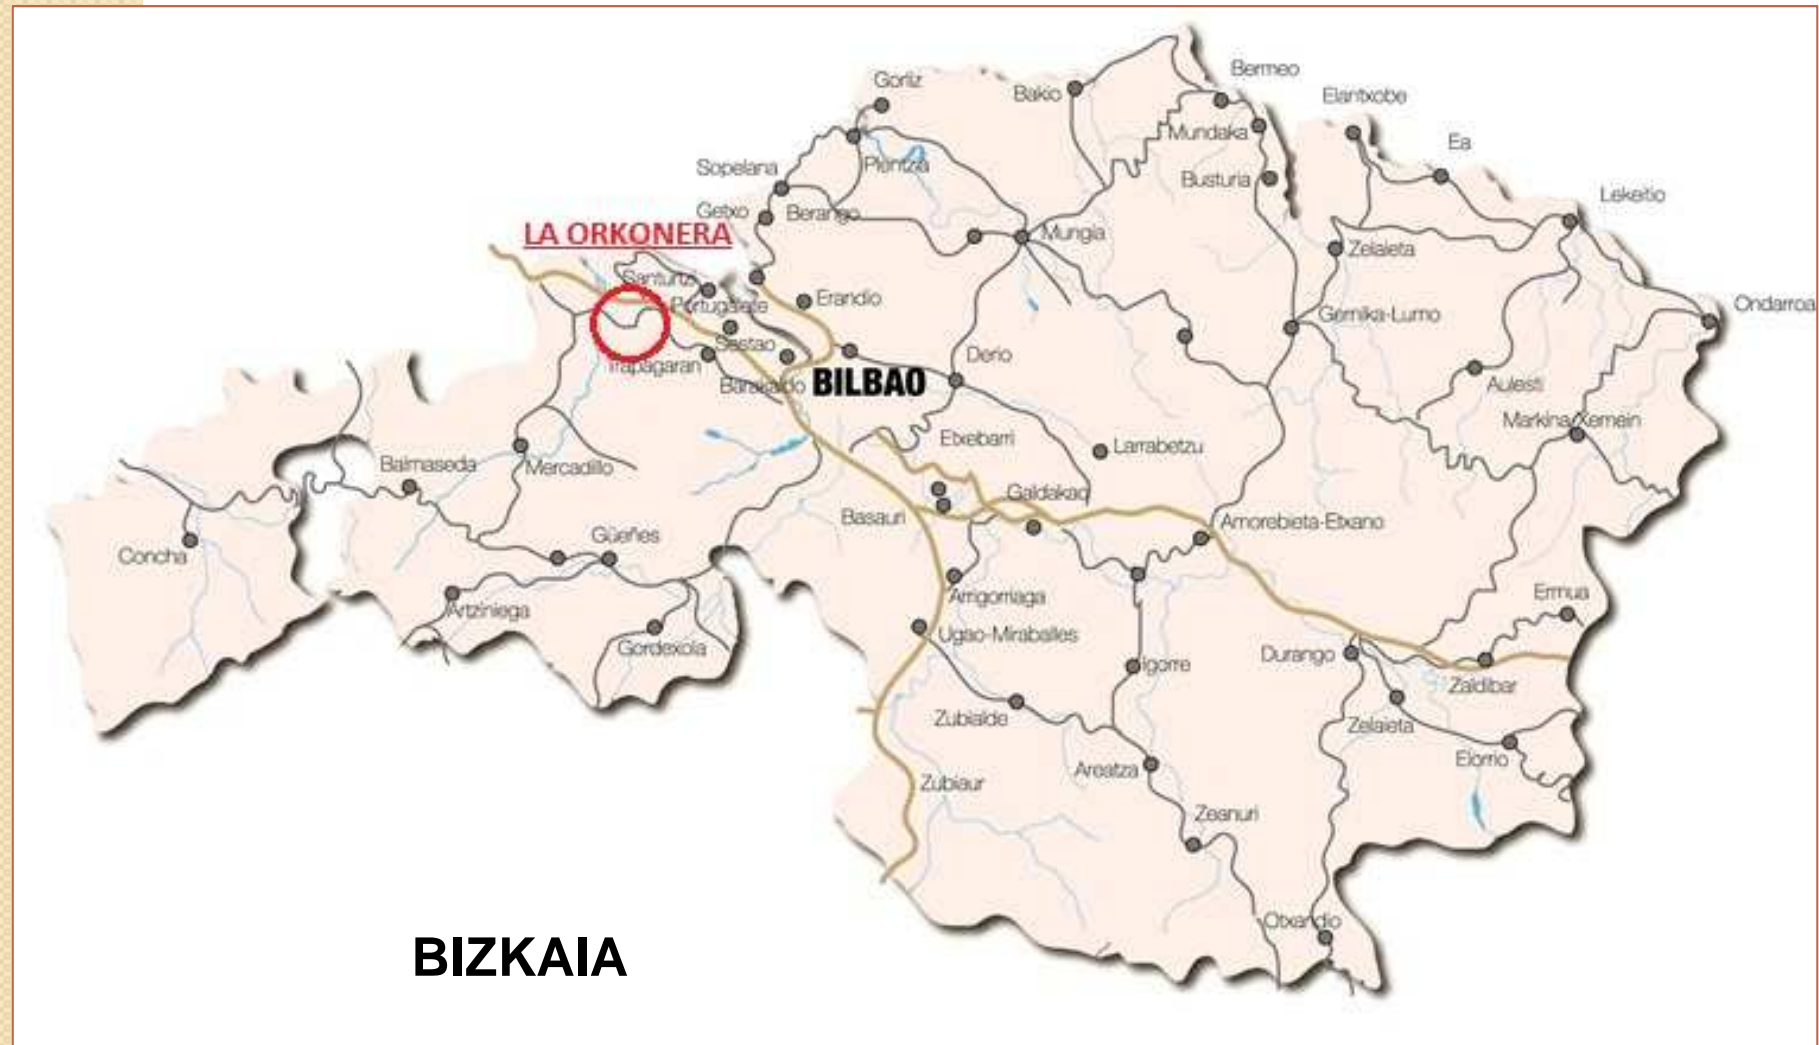 Gorliz
Bakio
Bermeo
Elantxobe
Mundaka
Ea
Sopelana
Plentzia
Busturia
Lekeitio
Getxo
Berango
LA ORKONERA
Mungia
Zelaieta
Santurtzi
Portugalete
Erandio
Gernika-Lumo
Ondarroa
Sestao
Derio
Trapagaran
Barakaldo
BILBAO
Aulesti
Markina-Xemein
Etxebarri
Larrabetzu
Balmaseda
Mercadillo
Galdakao
Basauri
Amorebieta-Etxano
Güeñes
Concha
Artziniega
Arrigorriaga
Ermua
Ugao-Miraballes
Gordexola
Durango
Igorre
Zaldibar
Zubialde
Zelaieta
Elorrio
Areatza
Zubiaur
Zeanuri
Otxandio
BIZKAIA